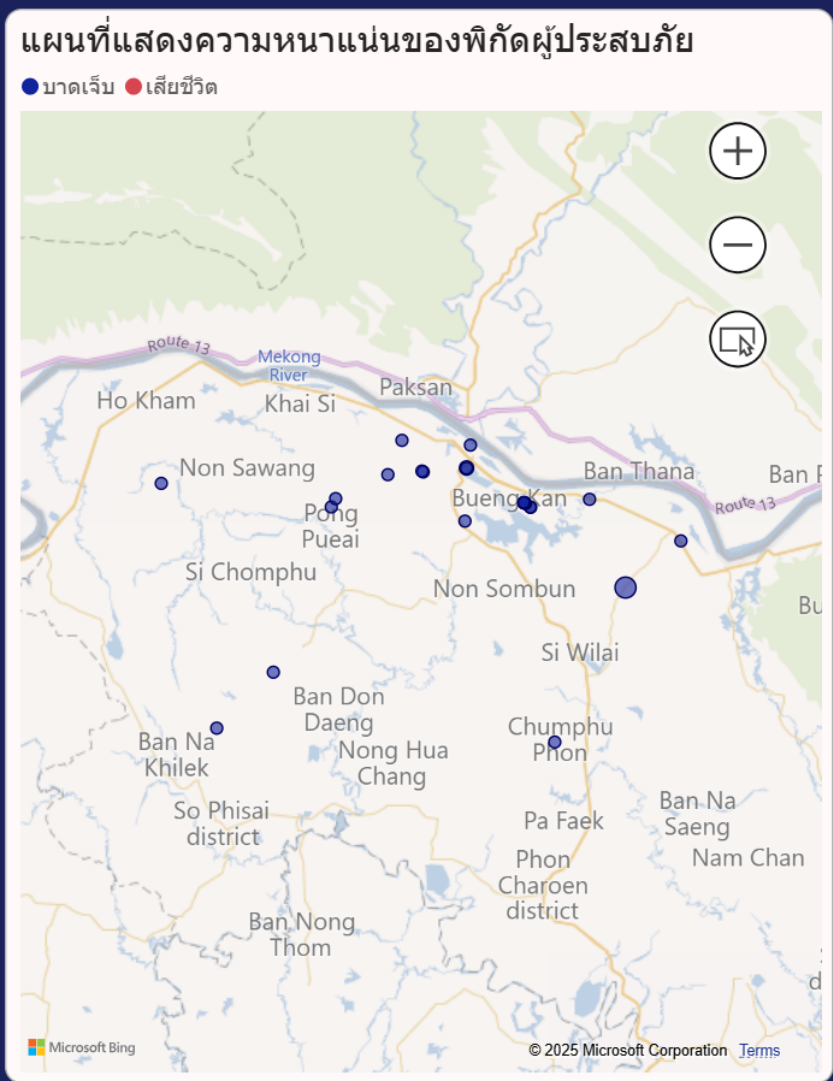 แผนที่แสดงความหนาแน่นของพิกัดผู้ประสบภัย
บาดเจ็บ เสียชีวิต
Route 13
Mekong
River
Paksan
Ho Kham
Khai Si
Non Sawang
Ban Thana
Bueng Kan
Route 13
Pong
Pueai
Si Chomphu
Non Sombun
Si Wilai
Ban Don
Daeng
Chumphu
Phon
Ban Na
Khilek
Nong Hua
Chang
So Phisai
district
Ban Na
Saeng
Pa Faek
Nam Chan
Phon
Charoen
district
Ban Nong
Thom
Microsoft Bing
© 2025 Microsoft Corporation Terms